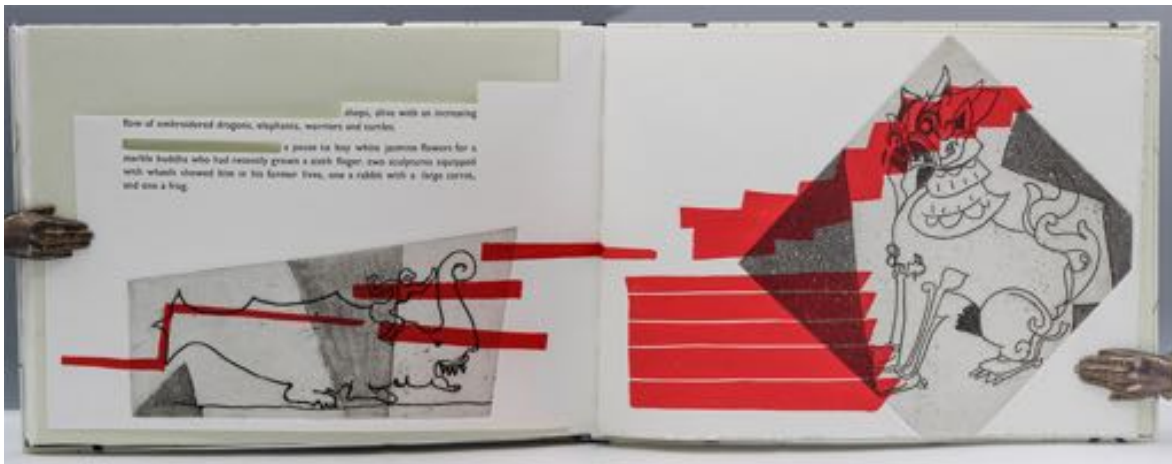 shops, alive with an increasing
flow of embroidered dragons, elephants, warriors and turtles.
a pause to buy white jasmine flowers for a
marble buddha who had recently grown a sixth finger. two sculptures equipped
with wheels showed him in his former lives, one a rabbit with a large carrot,
and one a frog.